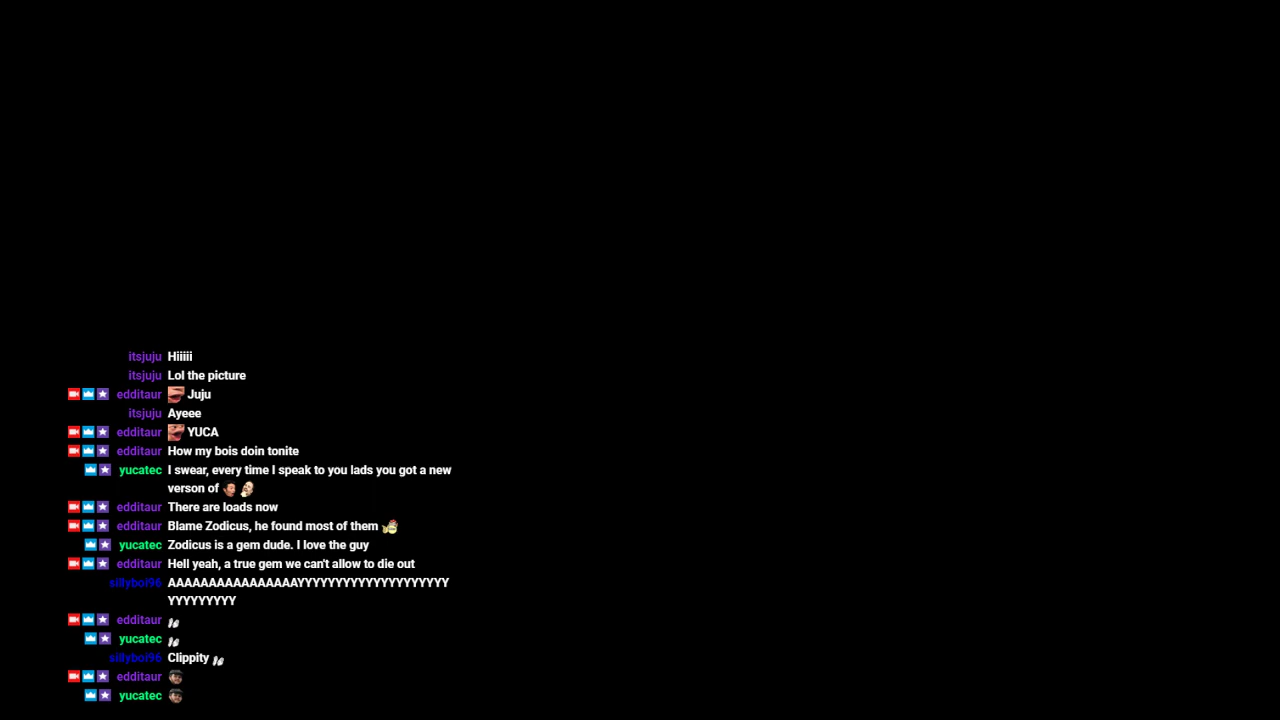 itsjuju Hiiiii
itsjuju Lol the picture
edditaur Juju
itsjuju Ayeee
edditaur YUCA
edditaur How my bois doin tonite
yucatec I swear, every time I speak to you lads you got a new
verson of
edditaur There are loads now
edditaur Blame Zodicus, he found most of them
yucatec Zodicus is a gem dude. I love the guy
edditaur Hell yeah, a true gem we can't allow to die out
sillyboi96 AAAAAAAAAAAAAAAAYYYYYYYYYYYYYYYYYYYY
YYYYYYYYY
edditaur
yucatec
sillyboi96 Clippity
edditaur
yucatec